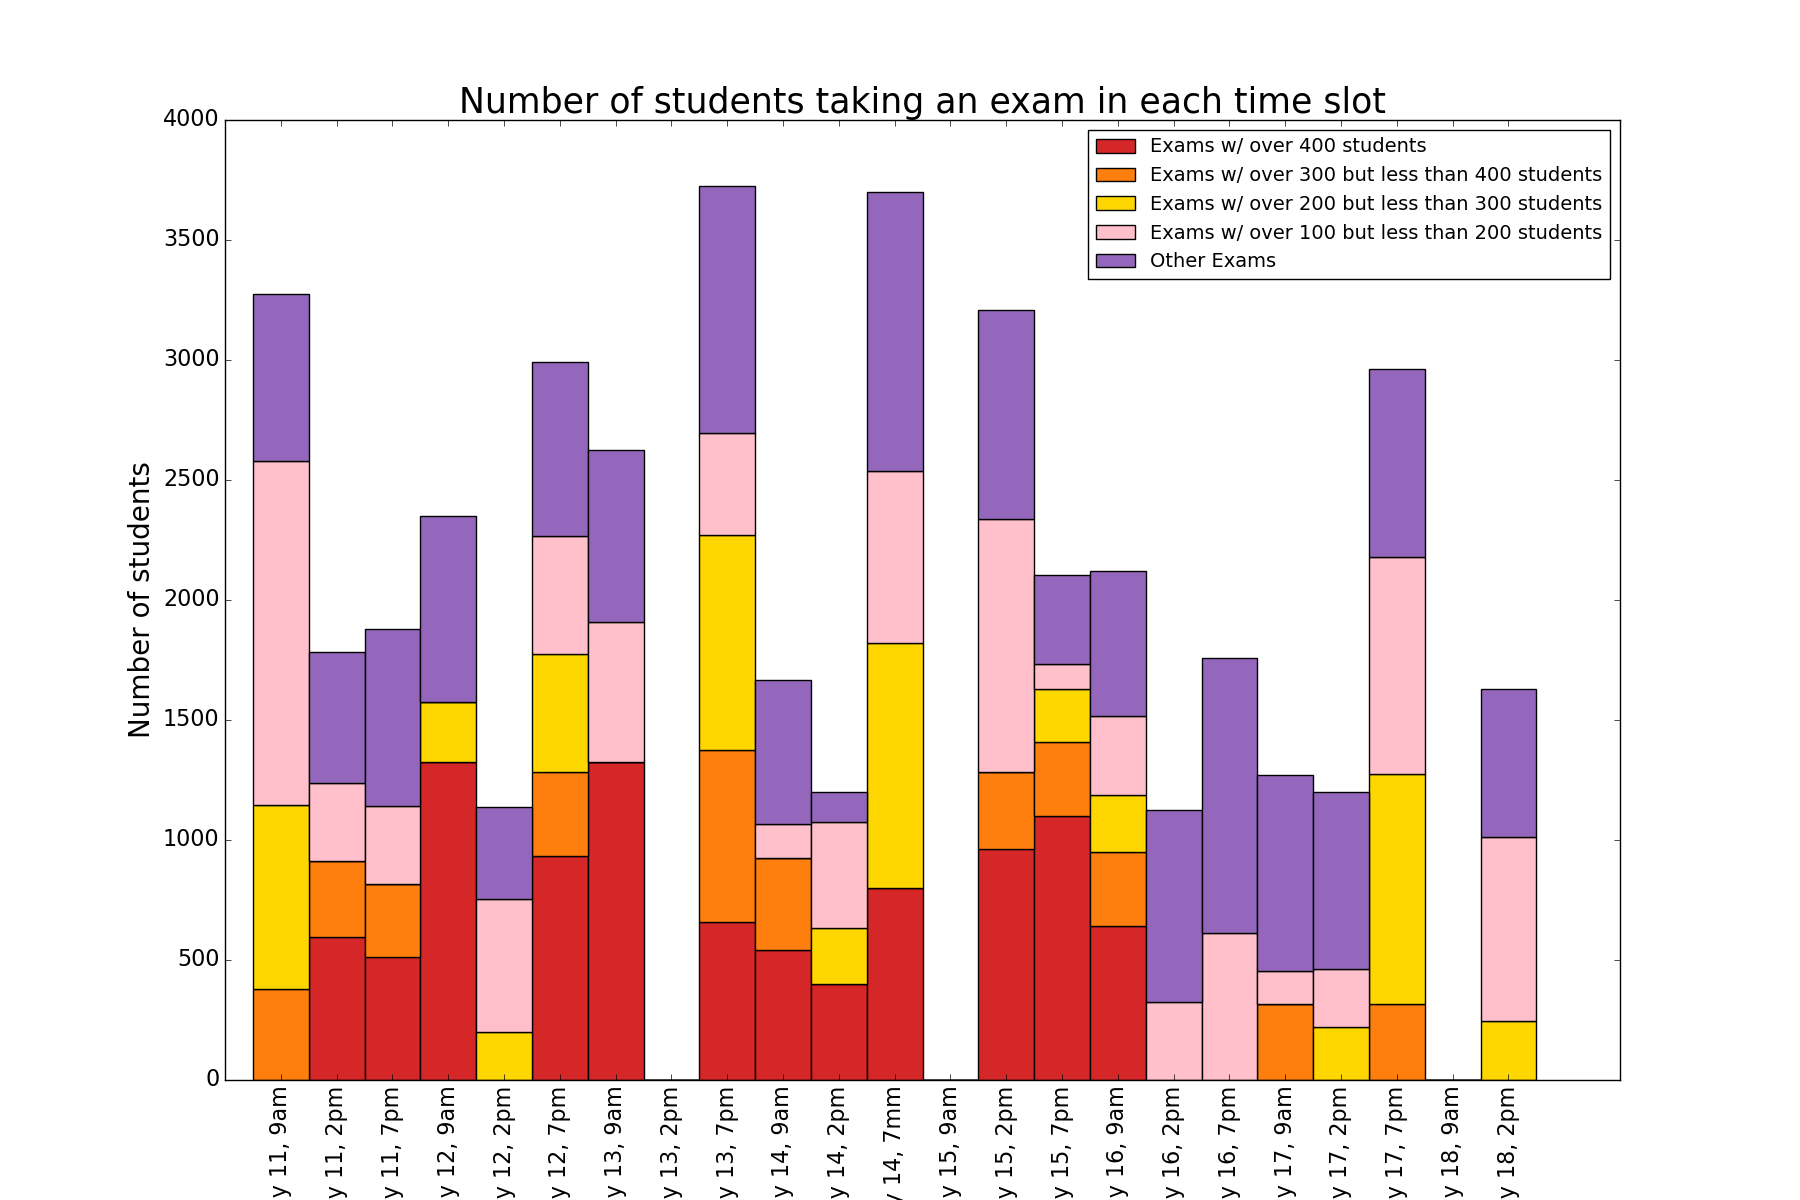 Number of students taking an exam in each time slot
Exams w/ over 400 students
Exams w/ over 300 but less than 400 students
Exams w/ over 200 but less than 300 students
Exams w/ over 100 but less than 200 students
Other Exams
Number of students
4000
3500
3000
2500
2000
1500
1000
500
0
y 11, 9am
y 11, 2pm
y 11, 7pm
y 12, 9am
y 12, 2pm
y 12, 7pm
y 13, 9am
y 13, 2pm
y 13, 7pm
y 14, 9am
y 14, 2pm
y 14, 7mm
y 15, 9am
y 15, 2pm
y 15, 7pm
y 16, 9am
y 16, 2pm
y 16, 7pm
y 17, 9am
y 17, 2pm
y 17, 7pm
y 18, 9am
y 18, 2pm